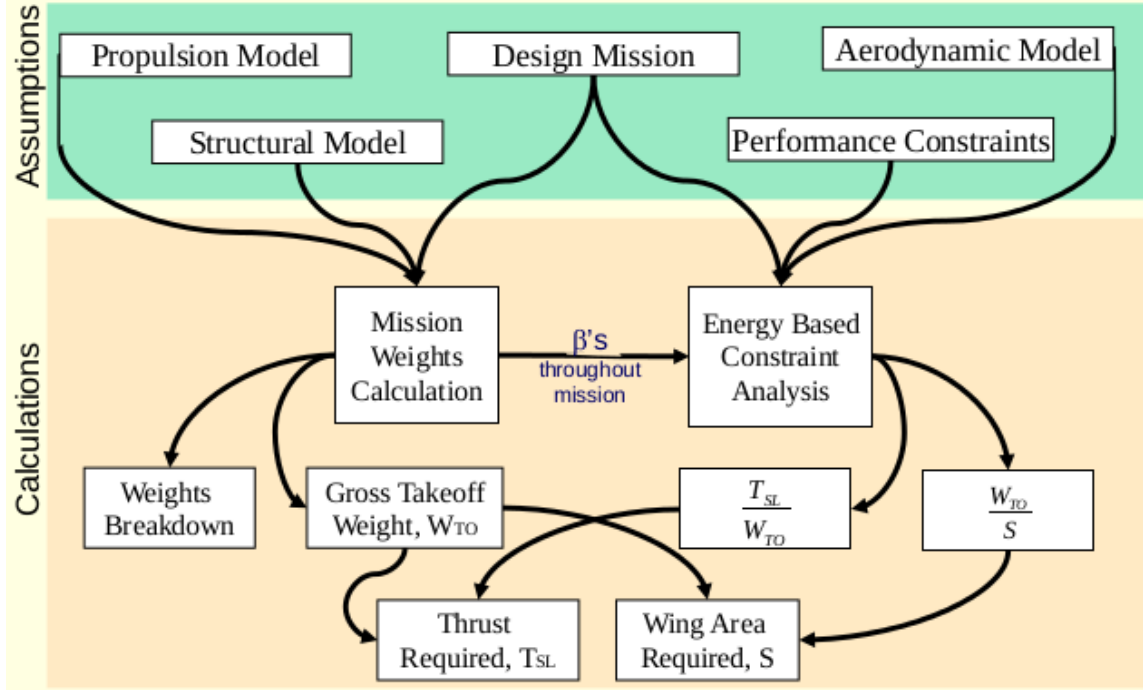 Assumptions
Propulsion Model
Design Mission
Aerodynamic Model
Structural Model
Performance Constraints
Calculations
Mission
Weights
Calculation
β's
throughout
mission
Energy Based
Constraint
Analysis
Weights
Breakdown
Gross Takeoff
Weight, WTO
TSL
WTO
WTO
S
Thrust
Required, TSL
Wing Area
Required, S